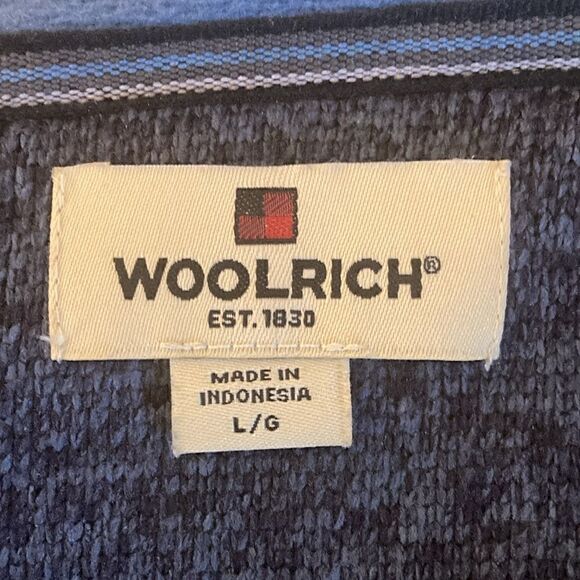 WOOLRICH®
EST. 1830
MADE IN
INDONESIA
L/G